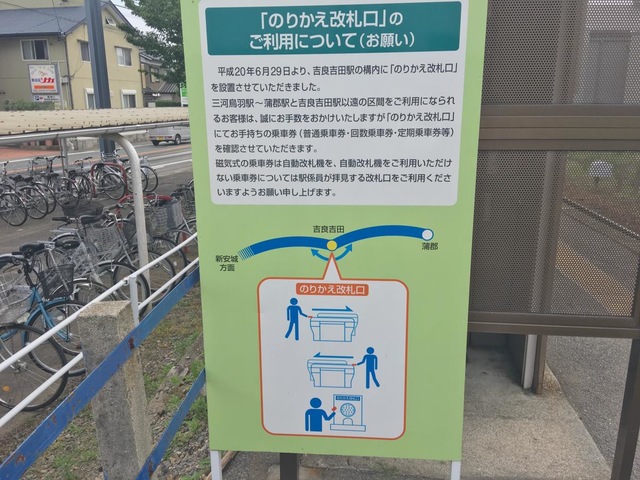 「のりかえ改札口」の
ご利用について（お願い）
平成20年6月29日より、吉良吉田駅の構内に「のりかえ改札口」
を設置させていただきました。
三河鳥羽駅〜蒲郡駅と吉良吉田駅以遠の区間をご利用になられ
るお客様は、誠にお手数をおかけいたしますが「のりかえ改札口」
にてお手持ちの乗車券（普通乗車券・回数乗車券・定期乗車券等）
を確認させていただきます。
磁気式の乗車券は自動改札機を、自動改札機をご利用いただけ
ない乗車券については駅係員が拝見する改札口をご利用くださ
いますようお願い申し上げます。
吉良吉田
新安城
方面
蒲郡
のりかえ改札口